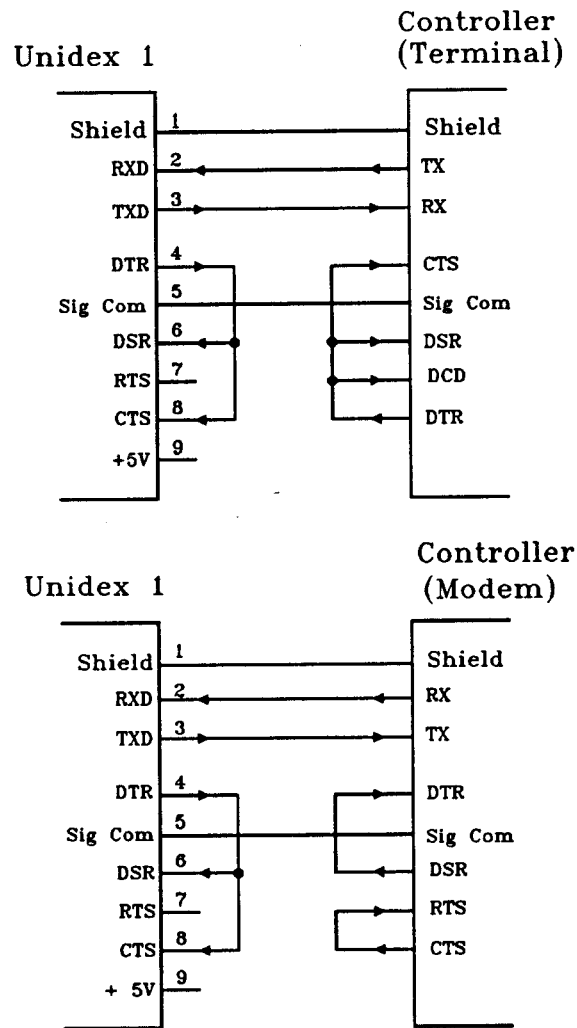 Controller
Unidex 1 (Terminal)
Shield 1 Shield
RXD 2 TX
TXD 3 RX
DTR 4 CTS
Sig Com 5 Sig Com
DSR 6 DSR
RTS 7 DCD
CTS 8 DTR
+5V 9
Controller
Unidex 1 (Modem)
Shield 1 Shield
RXD 2 RX
TXD 3 TX
DTR 4 DTR
Sig Com 5 Sig Com
DSR 6 DSR
RTS 7 RTS
CTS 8 CTS
+ 5V 9